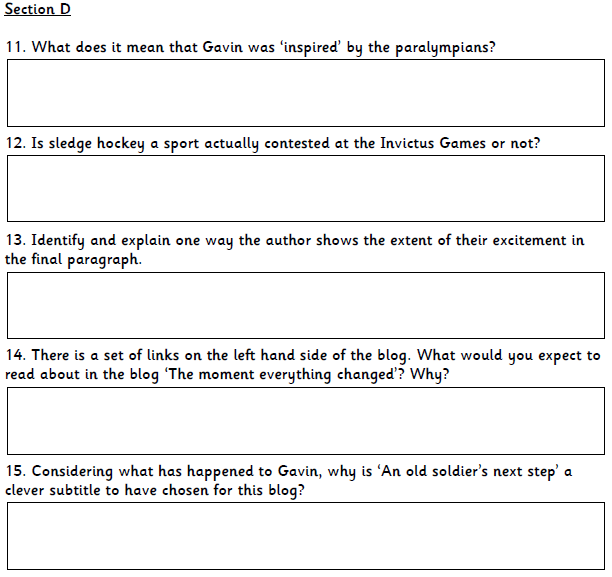 Section D
11. What does it mean that Gavin was ‘inspired’ by the paralympians?
12. Is sledge hockey a sport actually contested at the Invictus Games or not?
13. Identify and explain one way the author shows the extent of their excitement in
the final paragraph.
14. There is a set of links on the left hand side of the blog. What would you expect to
read about in the blog ‘The moment everything changed’? Why?
15. Considering what has happened to Gavin, why is ‘An old soldier’s next step’ a
clever subtitle to have chosen for this blog?